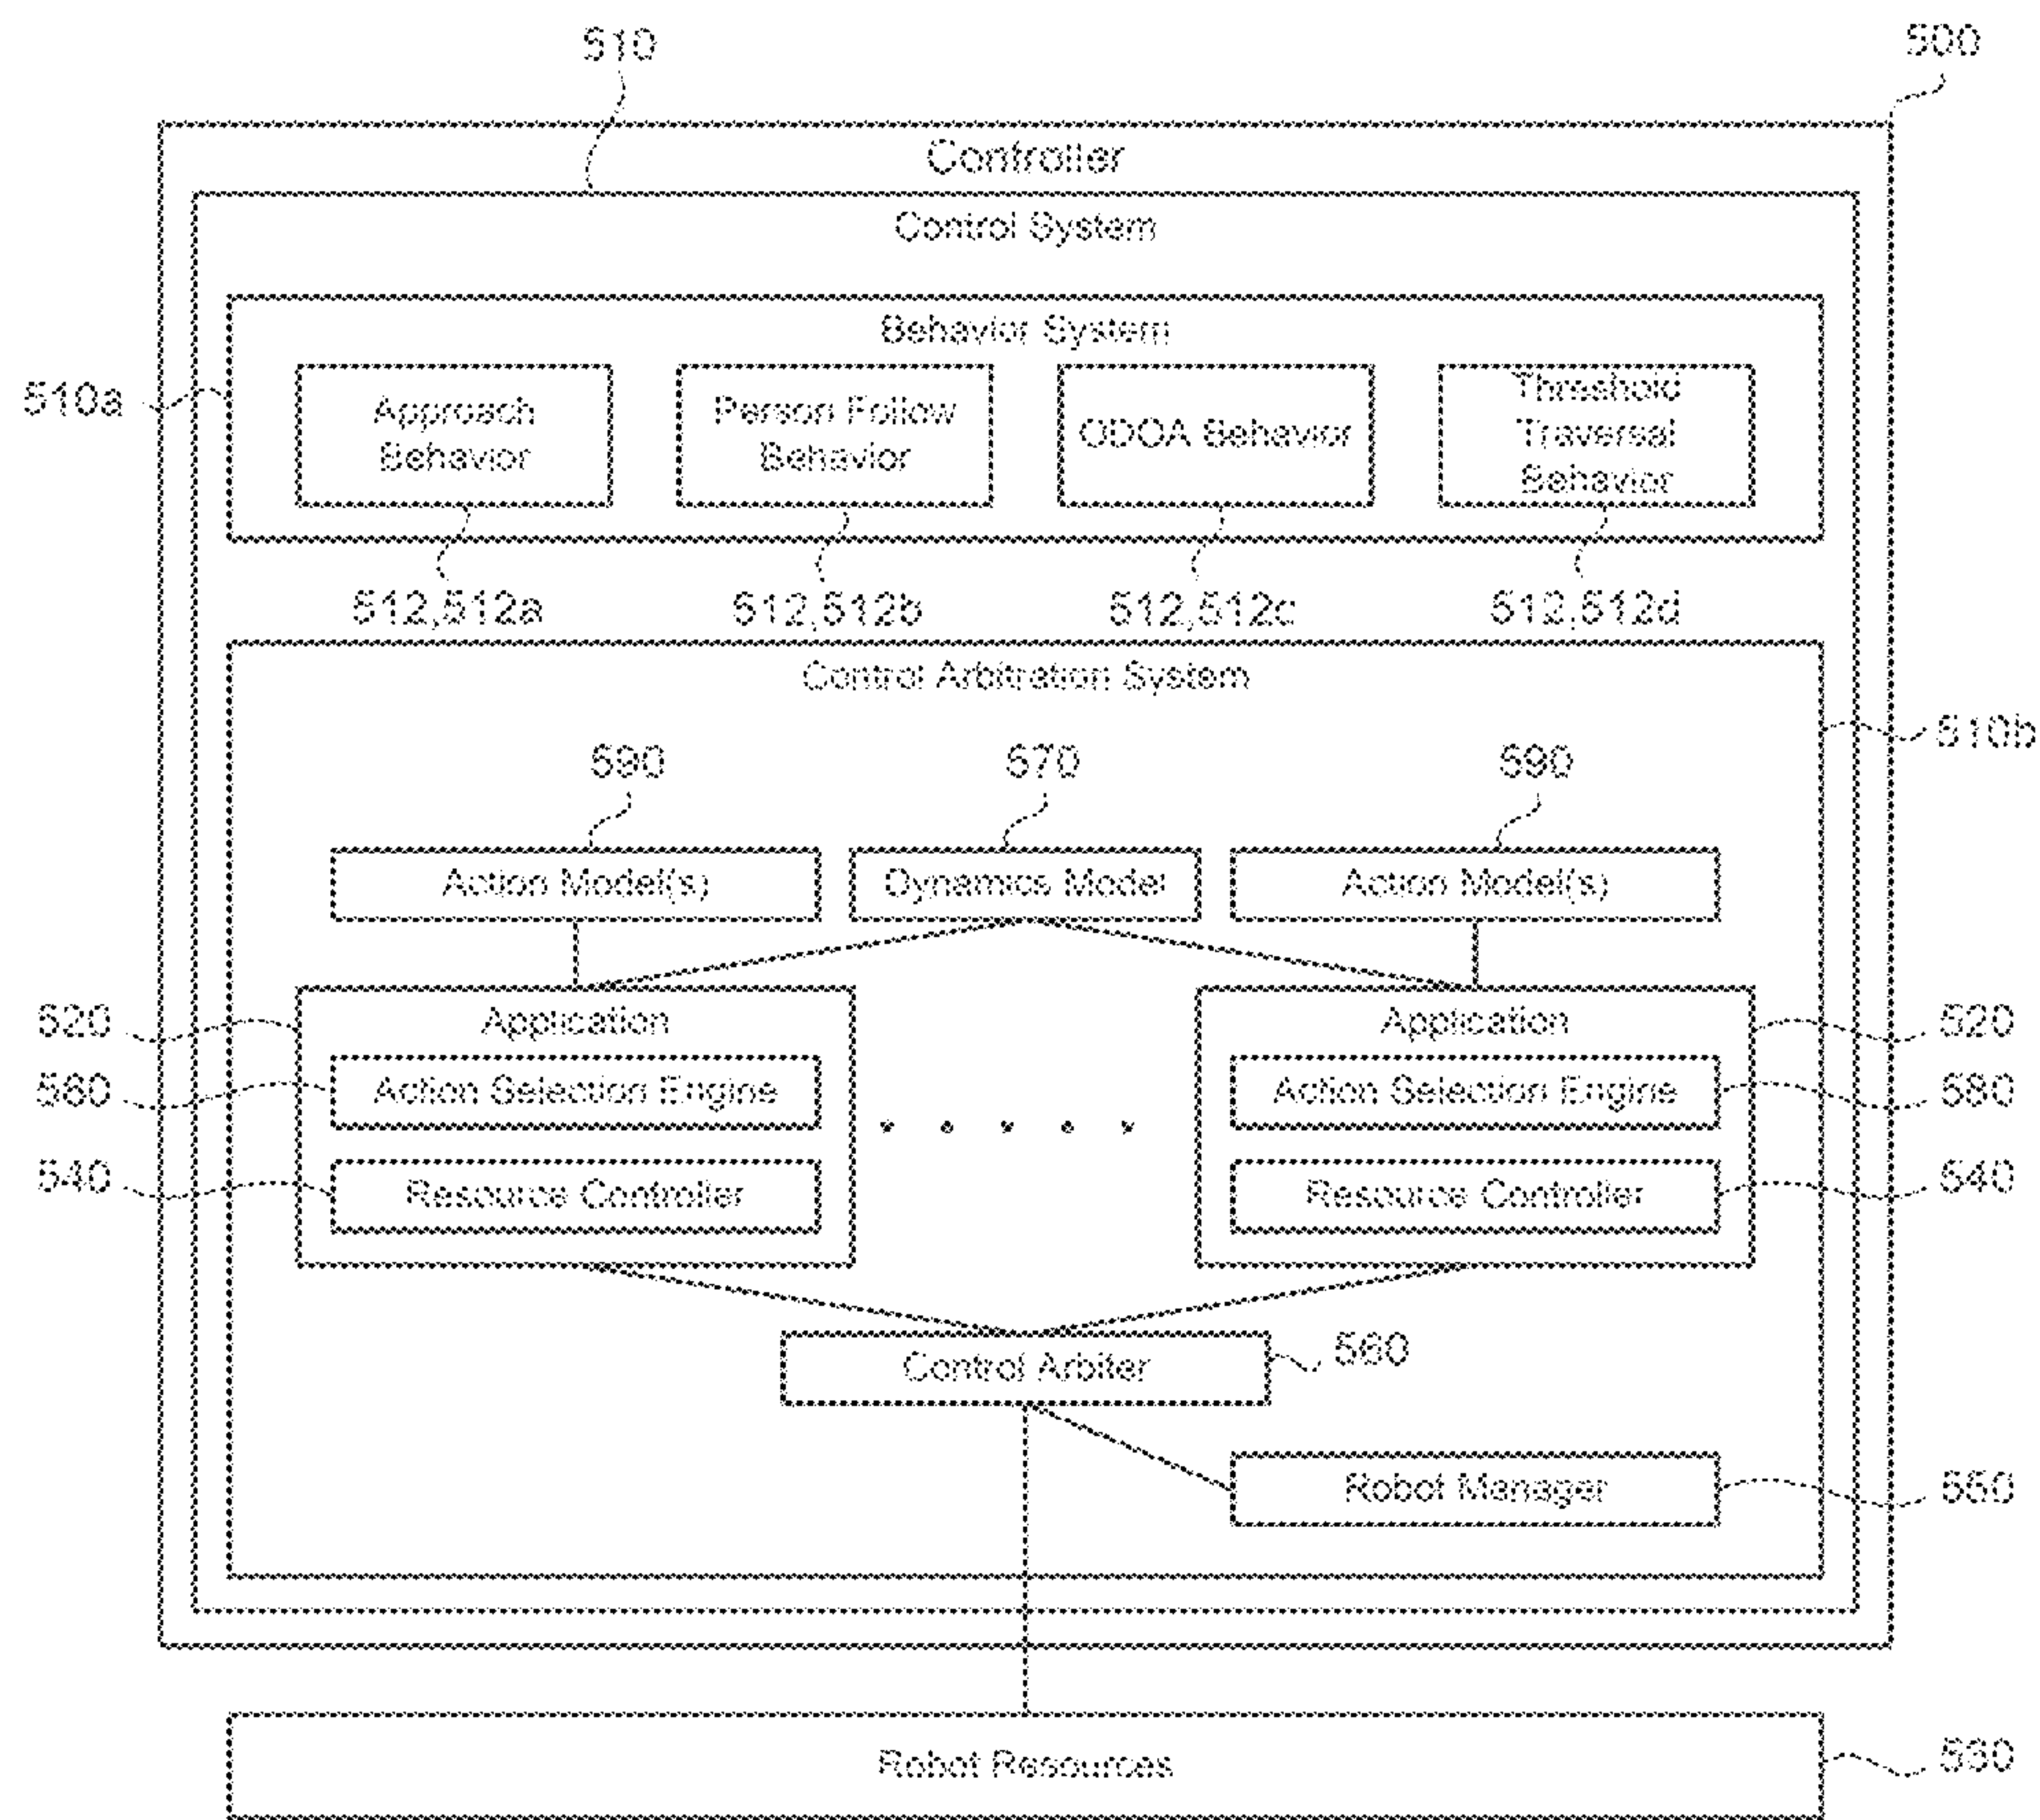 510
500
Controller
Control System
Behavior System
510a
Approach
Behavior
Person Follow
Behavior
ODOA Behavior
Threshold
Traversal
Behavior
512,512a
512,512b
512,512c
512,512d
Control Arbitration System
510b
590
570
590
Action Model(s)
Dynamics Model
Action Model(s)
520
Application
Application
520
580
Action Selection Engine
Action Selection Engine
580
540
Resource Controller
Resource Controller
540
Control Arbiter
560
Robot Manager
550
Robot Resources
530